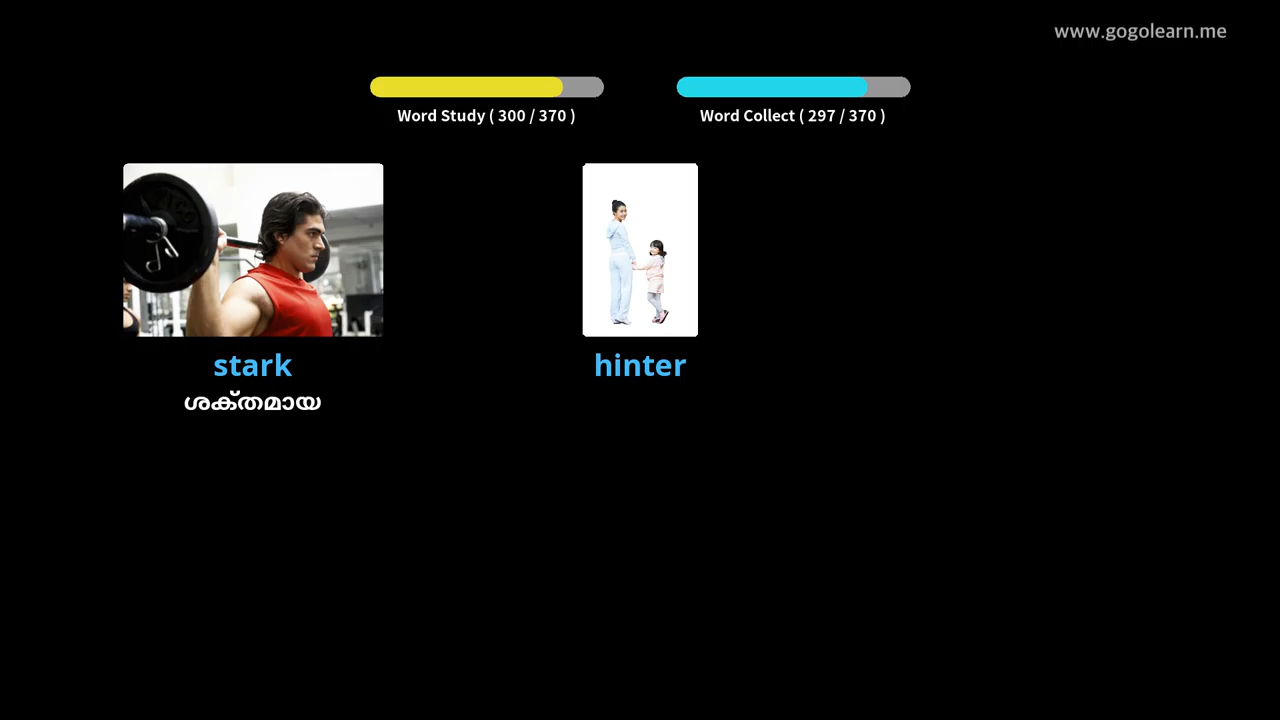 www.gogolearn.me
Word Study ( 300 / 370 )
Word Collect ( 297 / 370 )
stark
ശക്തമായ
hinter